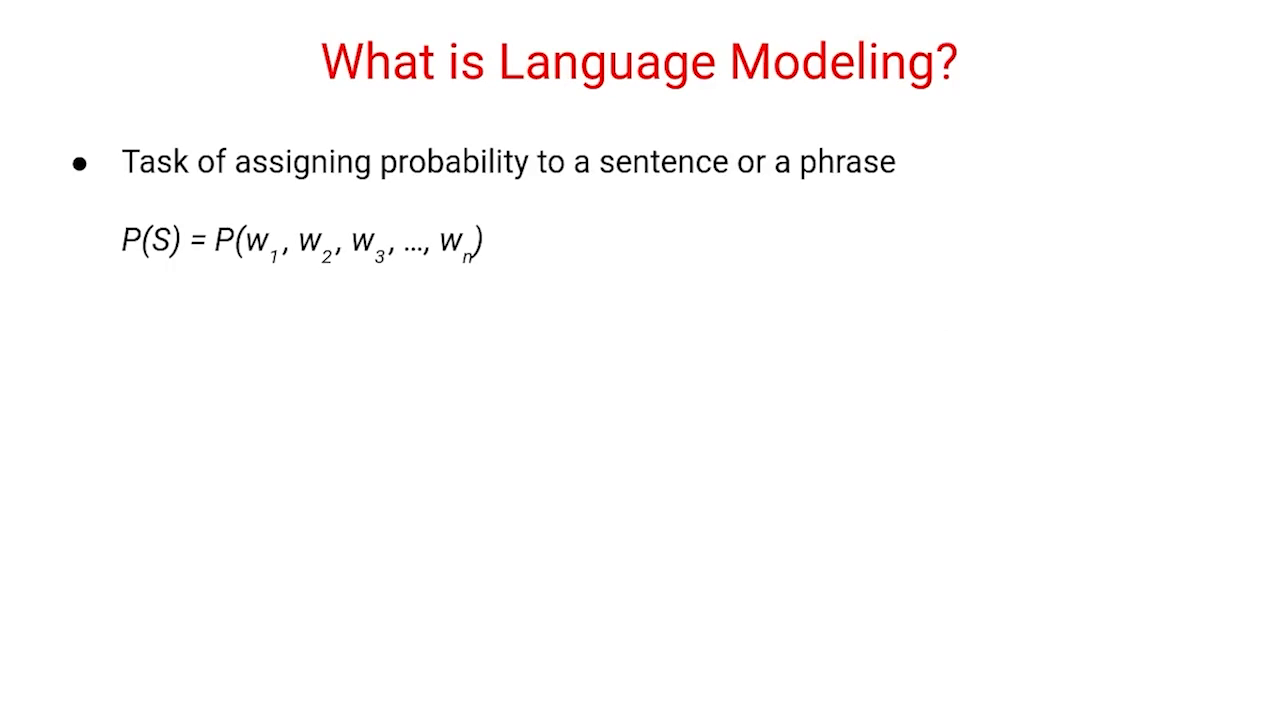 What is Language Modeling?
● Task of assigning probability to a sentence or a phrase
P(S) = P(w₁, w₂, w₃, ..., wₙ)